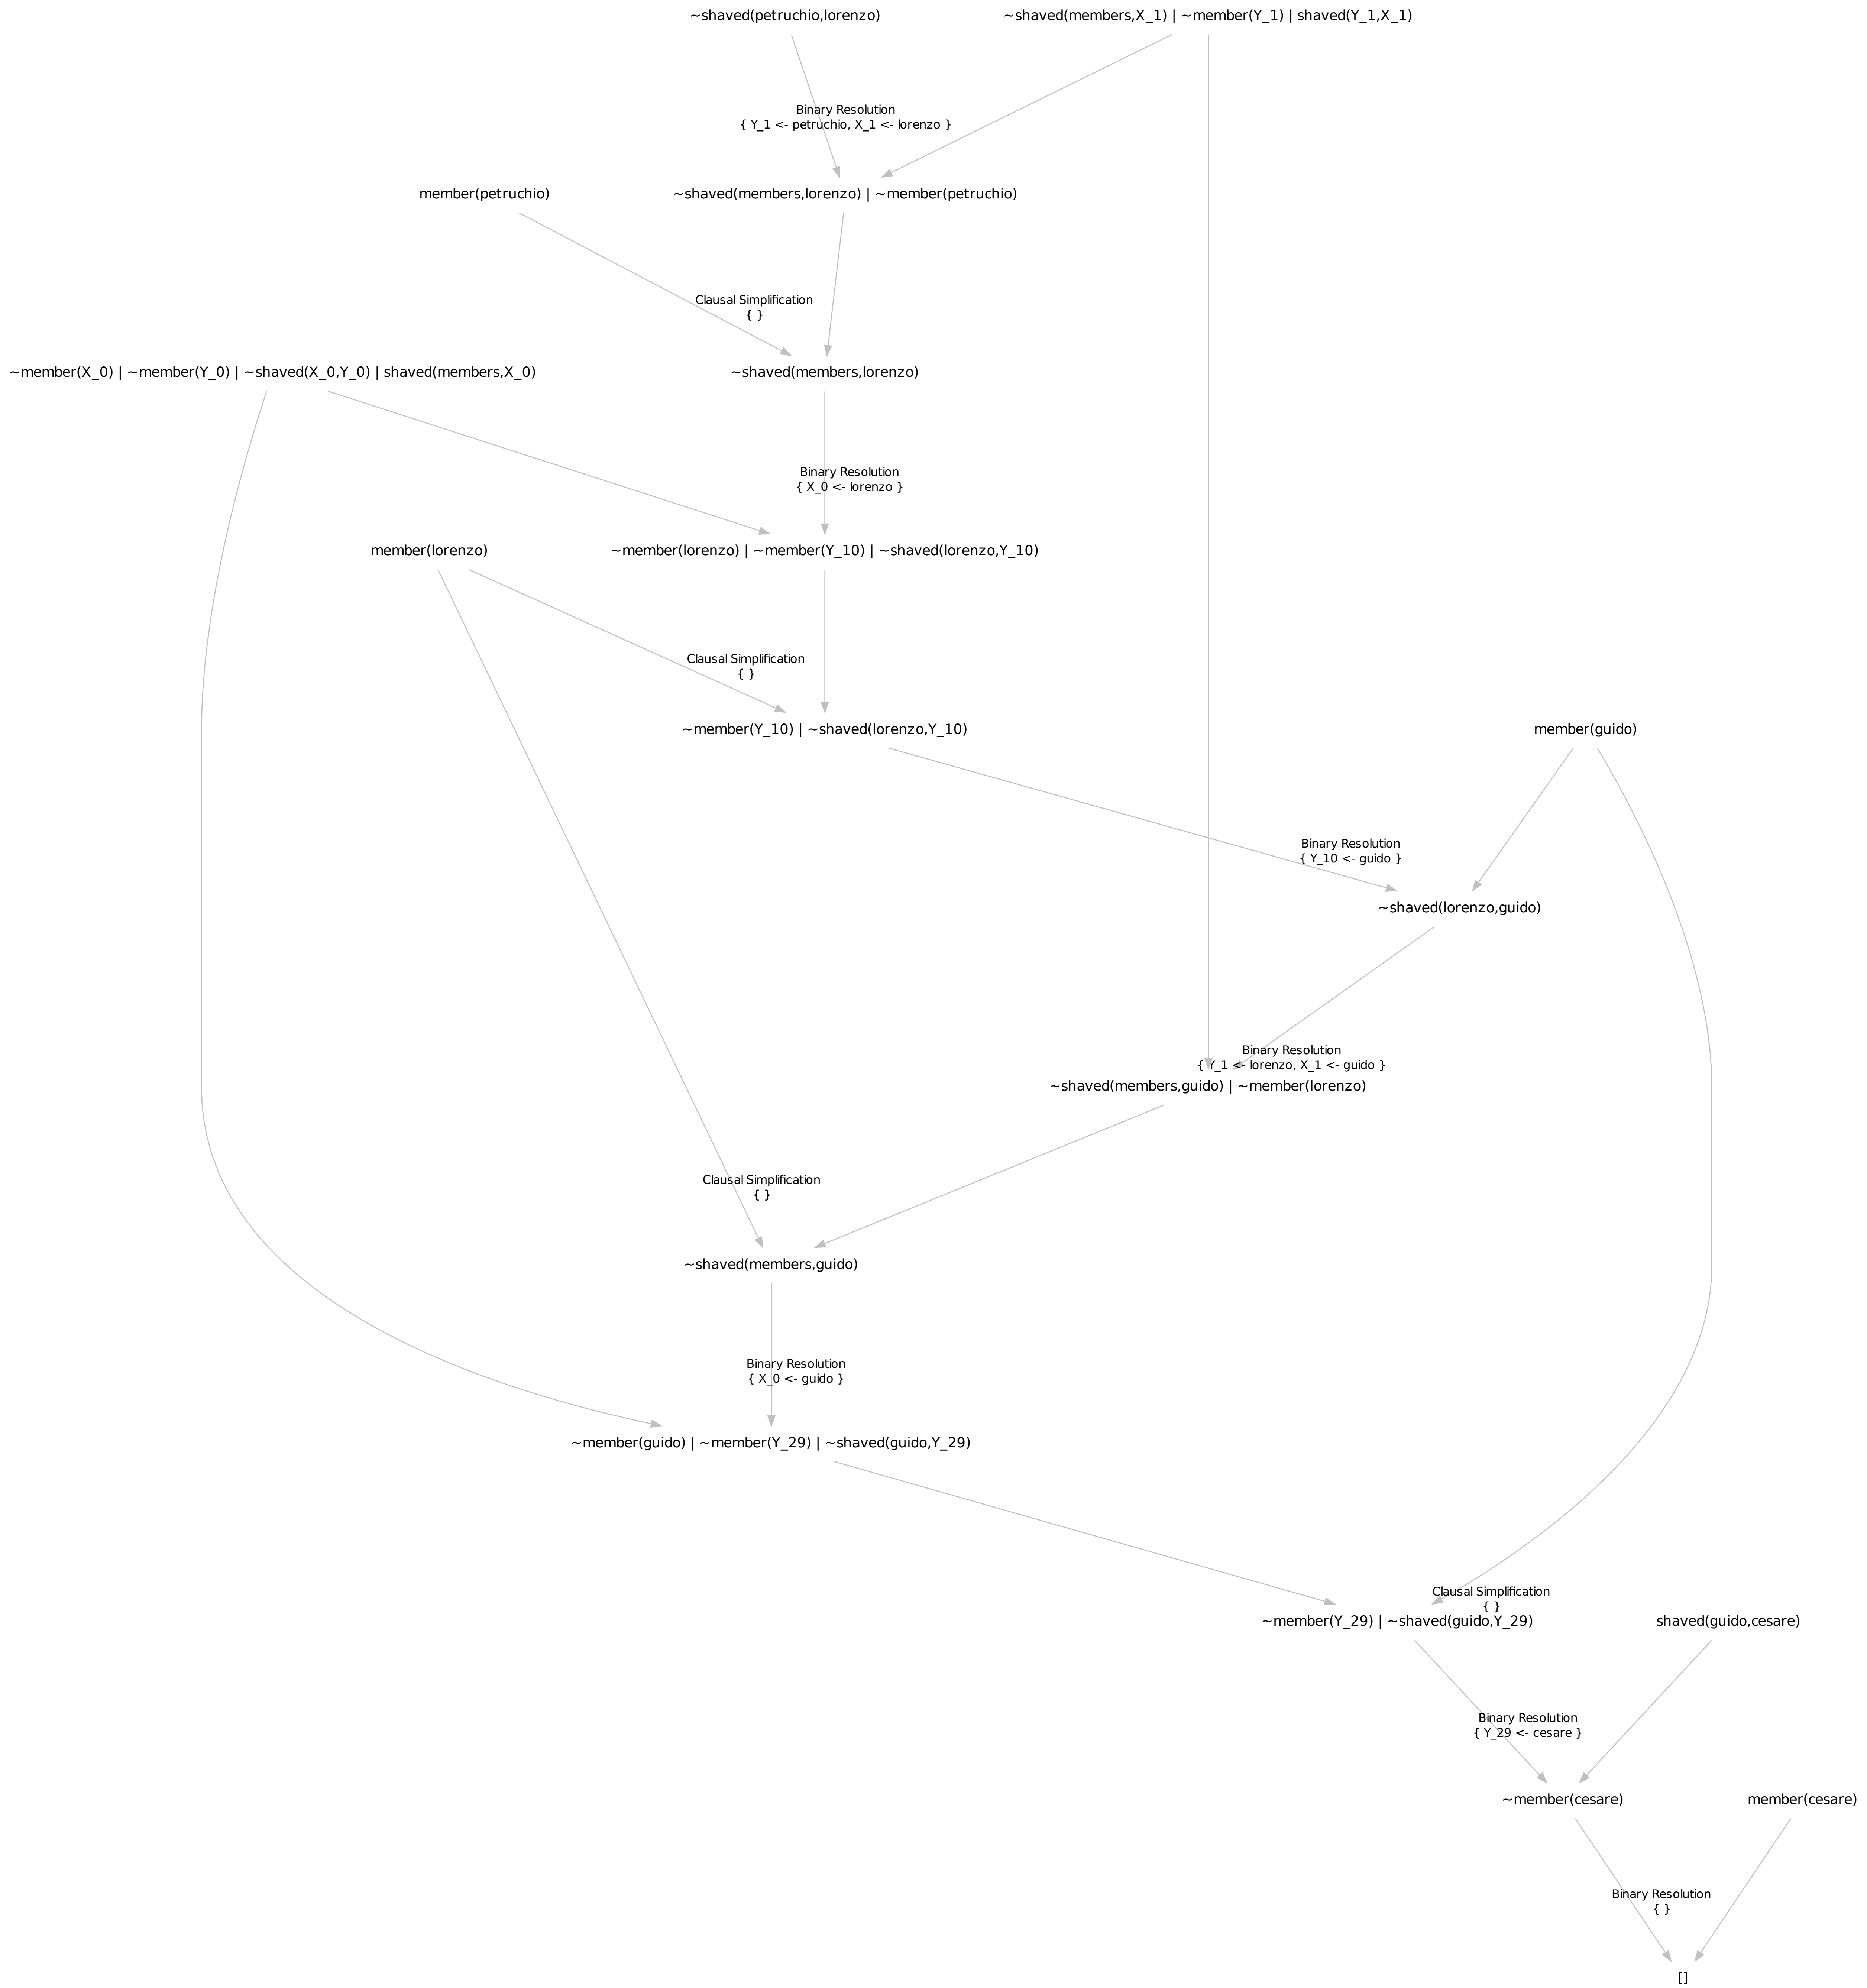 ~shaved(petruchio,lorenzo)
~shaved(members,X_1) | ~member(Y_1) | shaved(Y_1,X_1)
Binary Resolution
{ Y_1 <- petruchio, X_1 <- lorenzo }
member(petruchio)
~shaved(members,lorenzo) | ~member(petruchio)
Clausal Simplification
{ }
~member(X_0) | ~member(Y_0) | ~shaved(X_0,Y_0) | shaved(members,X_0)
~shaved(members,lorenzo)
Binary Resolution
{ X_0 <- lorenzo }
member(lorenzo)
~member(lorenzo) | ~member(Y_10) | ~shaved(lorenzo,Y_10)
Clausal Simplification
{ }
~member(Y_10) | ~shaved(lorenzo,Y_10)
member(guido)
Binary Resolution
{ Y_10 <- guido }
~shaved(lorenzo,guido)
Binary Resolution
{ Y_1 <- lorenzo, X_1 <- guido }
~shaved(members,guido) | ~member(lorenzo)
Clausal Simplification
{ }
~shaved(members,guido)
Binary Resolution
{ X_0 <- guido }
~member(guido) | ~member(Y_29) | ~shaved(guido,Y_29)
Clausal Simplification
{ }
~member(Y_29) | ~shaved(guido,Y_29)
shaved(guido,cesare)
Binary Resolution
{ Y_29 <- cesare }
~member(cesare)
member(cesare)
Binary Resolution
{ }
[]